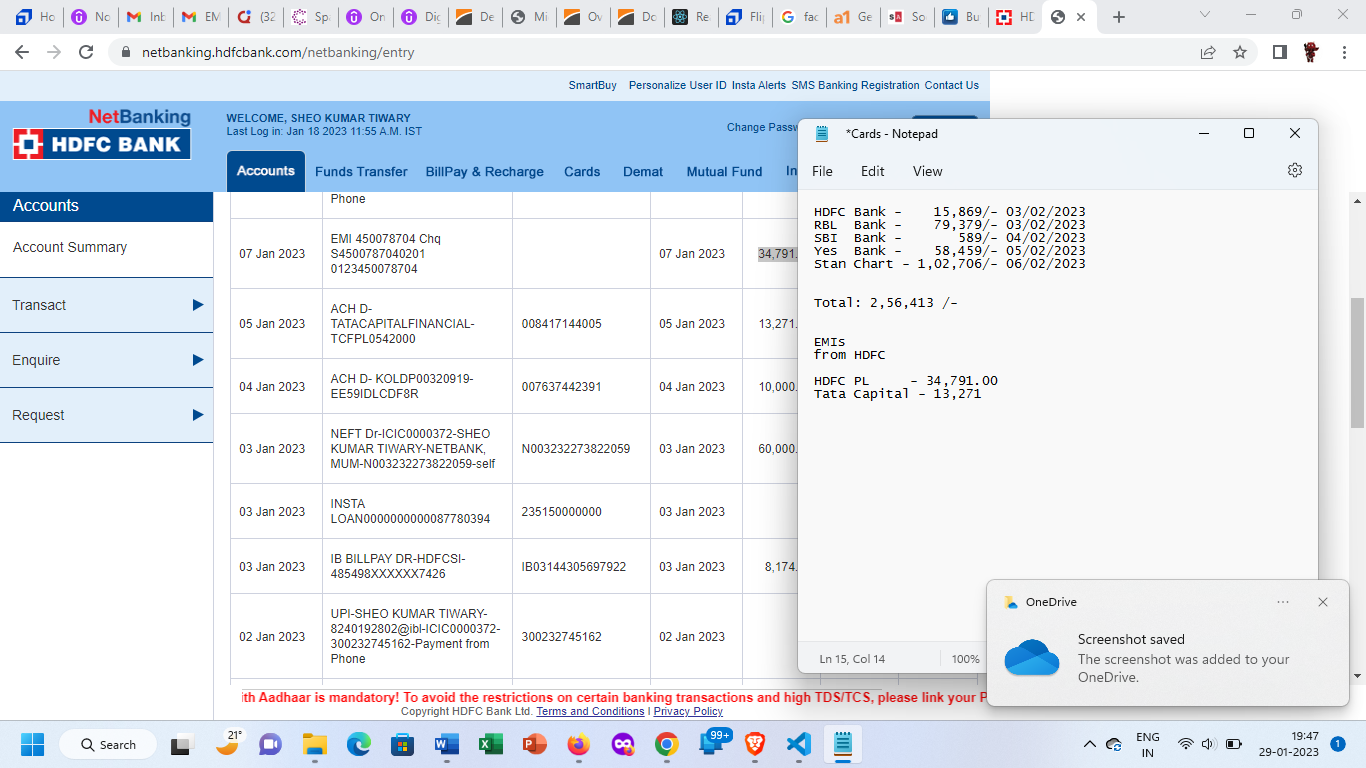 Ho
No
Inb
EM
(32
Spa
On
Dig
De
Mi
Ov
Do
Re
Flip
fac
Ge
So
Bu
HD
netbanking.hdfcbank.com/netbanking/entry
SmartBuy Personalize User ID Insta Alerts SMS Banking Registration Contact Us
NetBanking
HDFC BANK
WELCOME, SHEO KUMAR TIWARY
Last Log in: Jan 18 2023 11:55 A.M. IST
Change Passw
Accounts Funds Transfer BillPay & Recharge Cards Demat Mutual Fund In
Accounts
Account Summary
Transact
Enquire
Request
Phone
07 Jan 2023 EMI 450078704 Chq 07 Jan 2023 34,791.
S4500787040201
0123450078704
05 Jan 2023 ACH D- 008417144005 05 Jan 2023 13,271.
TATACAPITALFINANCIAL-
TCFPL0542000
04 Jan 2023 ACH D- KOLDP00320919- 007637442391 04 Jan 2023 10,000.
EE59IDLCDF8R
03 Jan 2023 NEFT Dr-ICIC0000372-SHEO N003232273822059 03 Jan 2023 60,000.
KUMAR TIWARY-NETBANK,
MUM-N003232273822059-self
03 Jan 2023 INSTA 235150000000 03 Jan 2023
LOAN0000000000087780394
03 Jan 2023 IB BILLPAY DR-HDFCSI- IB03144305697922 03 Jan 2023 8,174.
485498XXXXXX7426
02 Jan 2023 UPI-SHEO KUMAR TIWARY- 300232745162 02 Jan 2023
8240192802@ibl-ICIC0000372-
300232745162-Payment from
Phone
ith Aadhaar is mandatory! To avoid the restrictions on certain banking transactions and high TDS/TCS, please link your P
Copyright HDFC Bank Ltd. Terms and Conditions | Privacy Policy
*Cards - Notepad
File Edit View
HDFC Bank - 15,869/- 03/02/2023
RBL Bank - 79,379/- 03/02/2023
SBI Bank - 589/- 04/02/2023
Yes Bank - 58,459/- 05/02/2023
Stan Chart - 1,02,706/- 06/02/2023
Total: 2,56,413 /-
EMIs
from HDFC
HDFC PL - 34,791.00
Tata Capital - 13,271
Ln 15, Col 14 100%
OneDrive
Screenshot saved
The screenshot was added to your
OneDrive.
21°
Search
99+
ENG
IN
19:47
29-01-2023
1